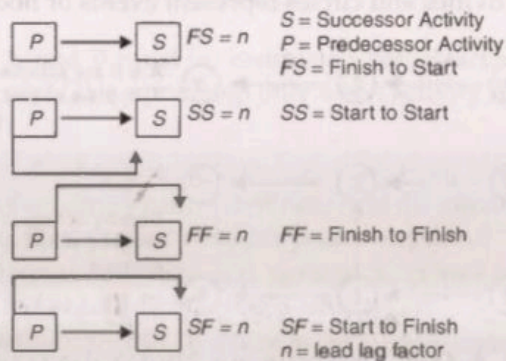 P S FS = n S = Successor Activity
P = Predecessor Activity
FS = Finish to Start
P S SS = n SS = Start to Start
P S FF = n FF = Finish to Finish
P S SF = n SF = Start to Finish
n = lead lag factor